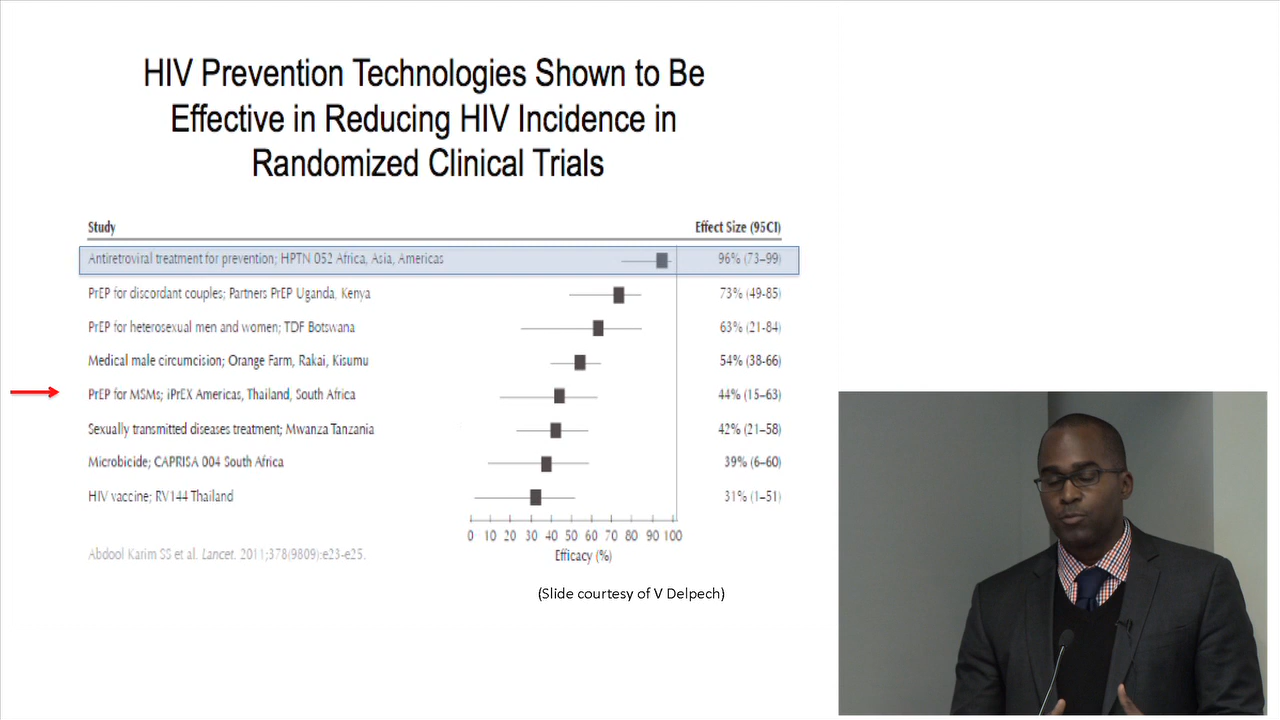 HIV Prevention Technologies Shown to Be
Effective in Reducing HIV Incidence in
Randomized Clinical Trials
Study Effect Size (95CI)
Antiretroviral treatment for prevention; HPTN 052 Africa, Asia, Americas 96% (73–99)
PrEP for discordant couples; Partners PrEP Uganda, Kenya 73% (49-85)
PrEP for heterosexual men and women; TDF Botswana 63% (21-84)
Medical male circumcision; Orange Farm, Rakai, Kisumu 54% (38-66)
PrEP for MSMs; iPrEX Americas, Thailand, South Africa 44% (15–63)
Sexually transmitted diseases treatment; Mwanza Tanzania 42% (21–58)
Microbicide; CAPRISA 004 South Africa 39% (6–60)
HIV vaccine; RV144 Thailand 31% (1–51)
0 10 20 30 40 50 60 70 80 90 100
Efficacy (%)
Abdool Karim SS et al. Lancet. 2011;378(9809):e23-e25.
(Slide courtesy of V Delpech)